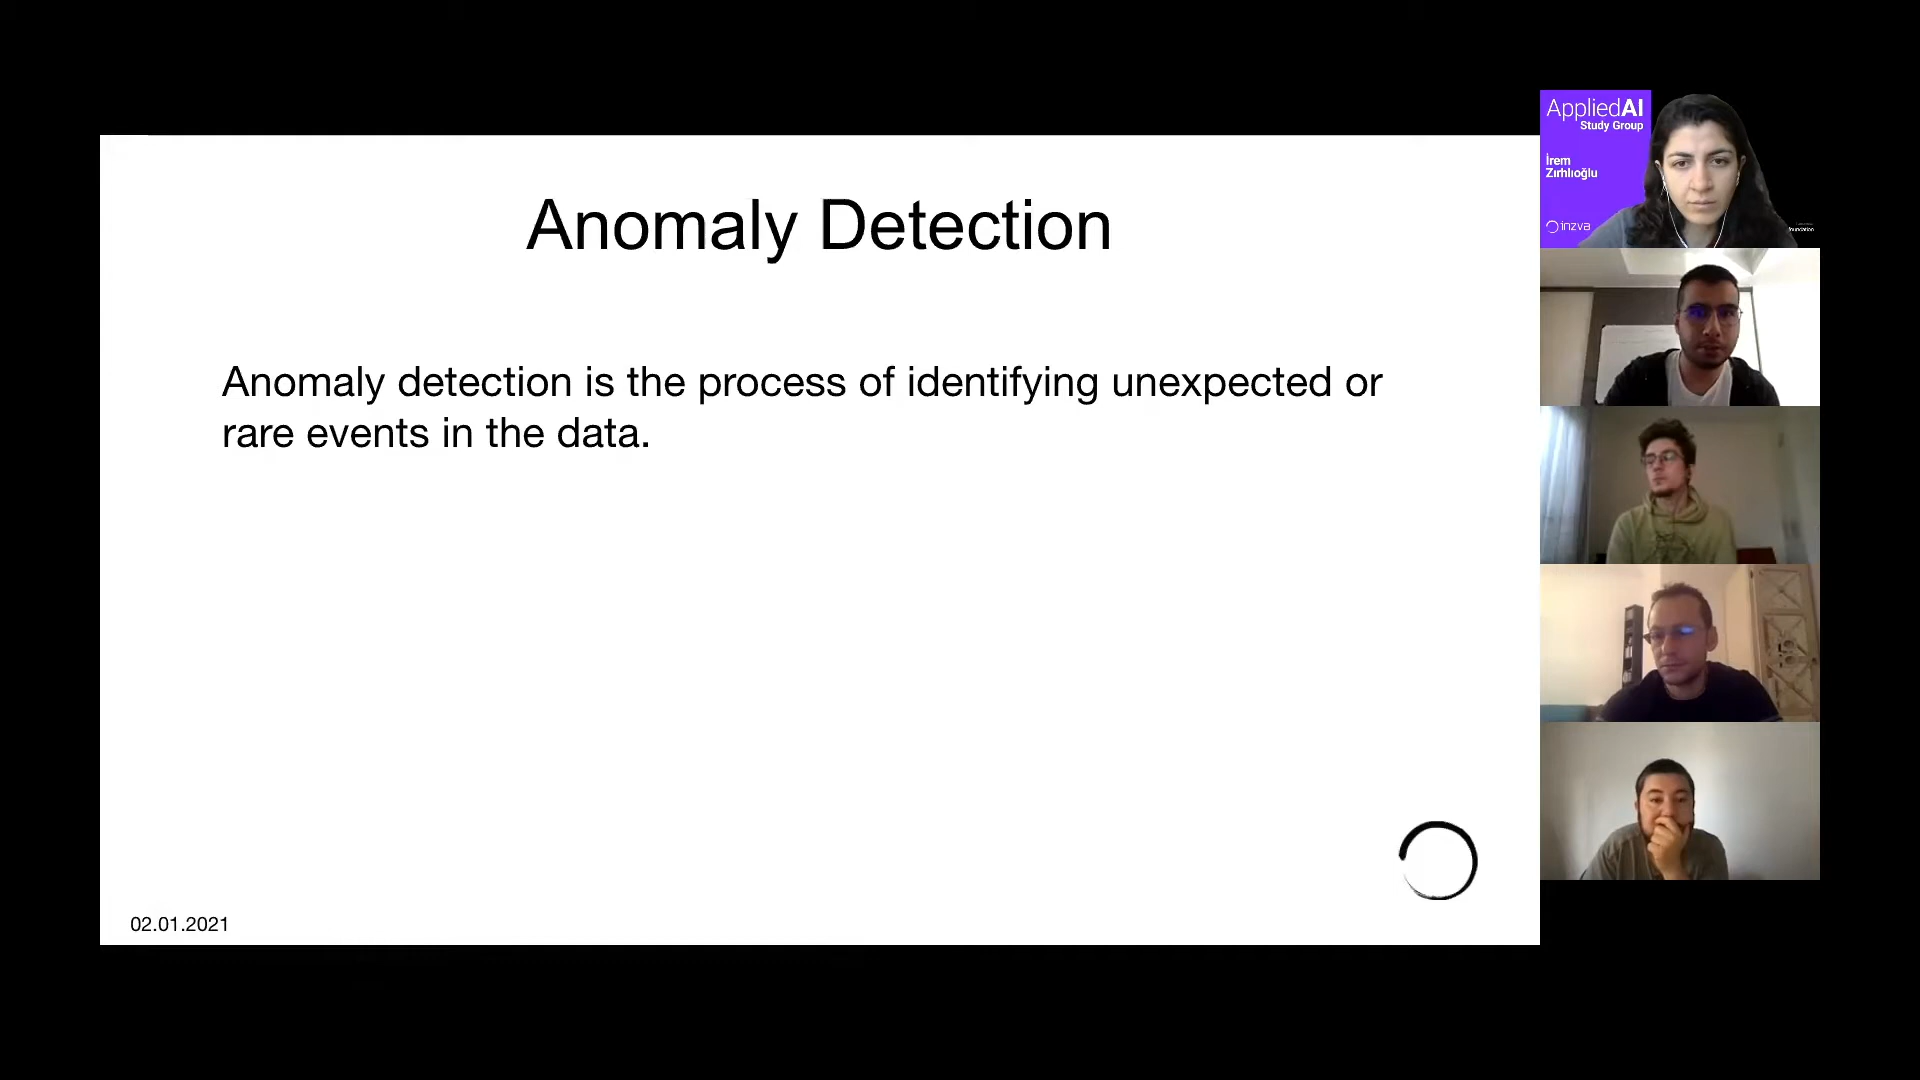 Anomaly Detection
Anomaly detection is the process of identifying unexpected or
rare events in the data.
02.01.2021
AppliedAI
Study Group
İrem
Zırhlıoğlu
inzva
foundation